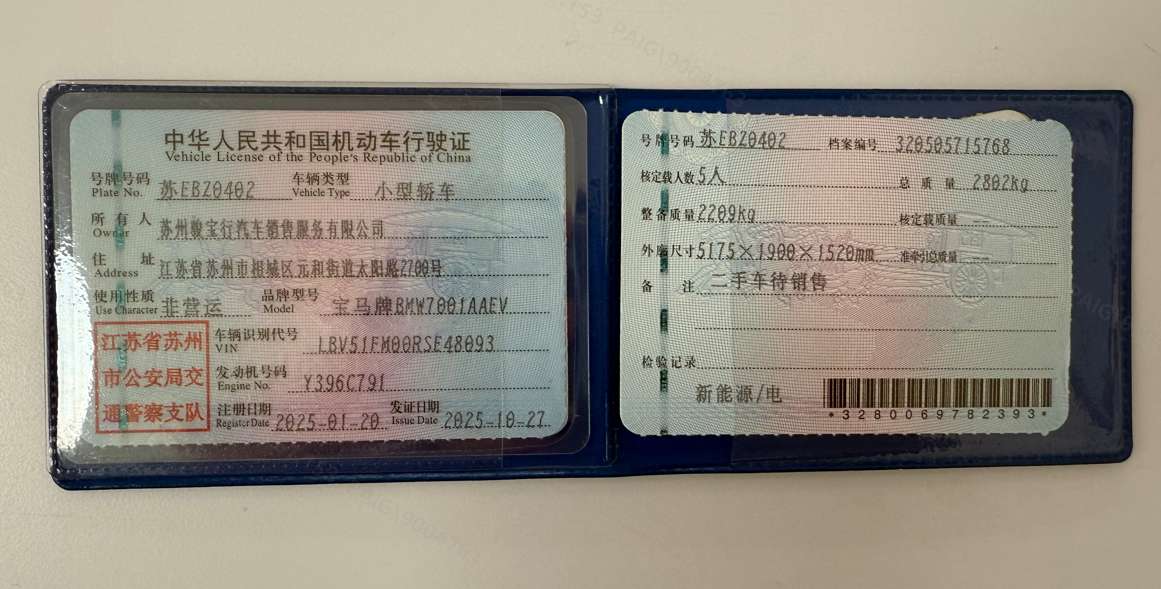 中华人民共和国机动车行驶证
Vehicle License of the People's Republic of China
号牌号码 苏EBZ0402 车辆类型 小型轿车
Plate No. Vehicle Type
所有人 苏州骏宝行汽车销售服务有限公司
Owner
住址 江苏省苏州市相城区元和街道太阳路2700号
Address
使用性质 非营运 品牌型号 宝马牌BMW7001AAEV
Use Character Model
江苏省苏州
市公安局交
通警察支队
车辆识别代号 LBV51FM00RSE48093
VIN
发动机号码 Y396C791
Engine No.
注册日期 2025-01-20 发证日期 2025-10-27
Register Date Issue Date
号牌号码 苏EBZ0402 档案编号 320505715768
核定载人数 5人 总质量 2802kg
整备质量 2209kg 核定载质量 --
外廓尺寸 5175×1900×1520mm 准牵引总质量 --
备注 二手车待销售
检验记录
新能源/电
*3280069782393*